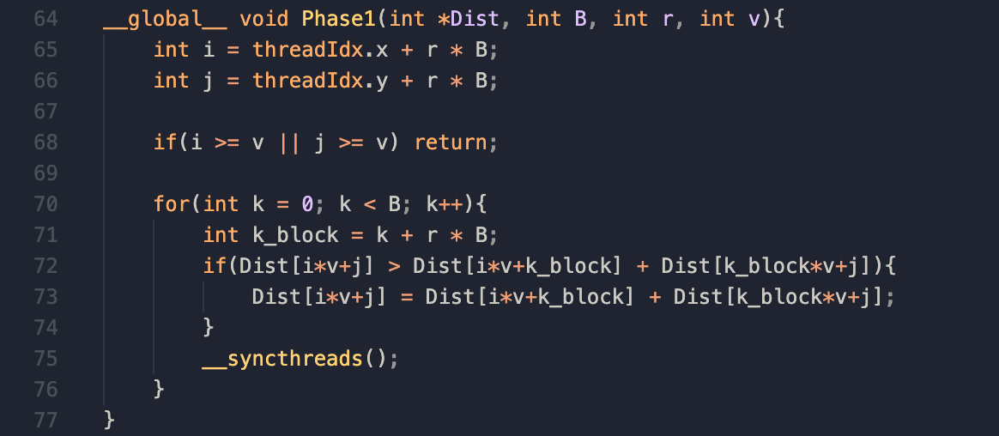 64 __global__ void Phase1(int *Dist, int B, int r, int v){
65     int i = threadIdx.x + r * B;
66     int j = threadIdx.y + r * B;
67
68     if(i >= v || j >= v) return;
69
70     for(int k = 0; k < B; k++){
71         int k_block = k + r * B;
72         if(Dist[i*v+j] > Dist[i*v+k_block] + Dist[k_block*v+j]){
73             Dist[i*v+j] = Dist[i*v+k_block] + Dist[k_block*v+j];
74         }
75         __syncthreads();
76     }
77 }